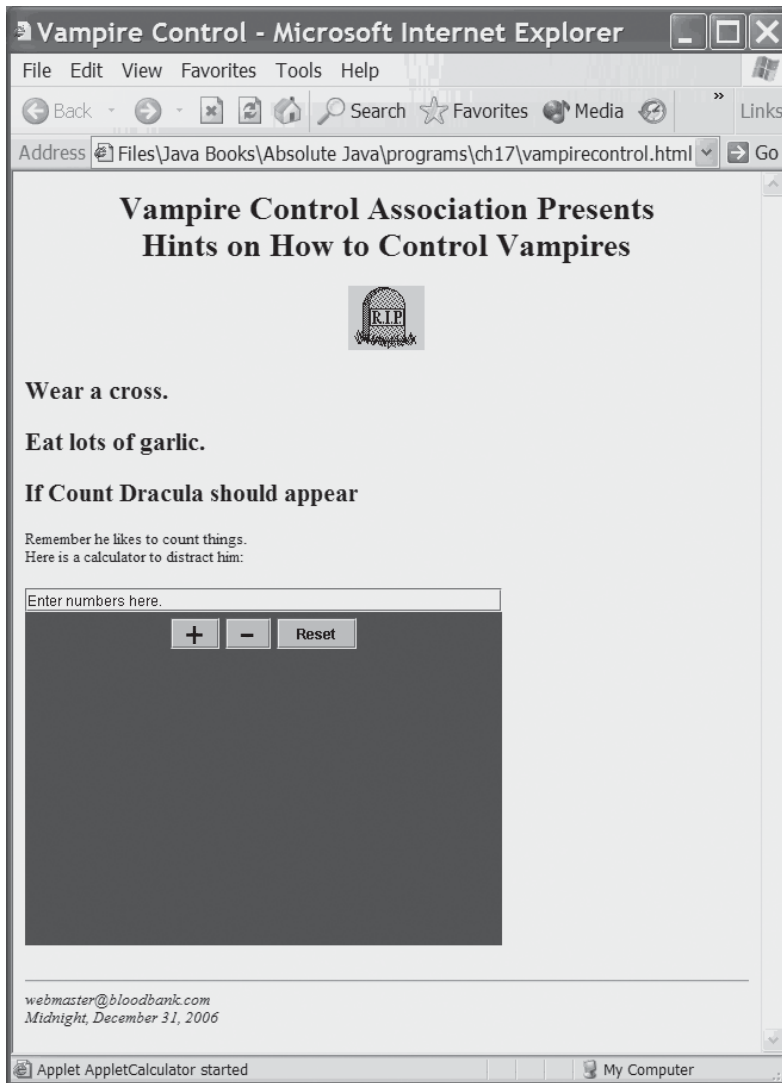 Vampire Control - Microsoft Internet Explorer
File Edit View Favorites Tools Help
Back Search Favorites Media » Links
Address Files\Java Books\Absolute Java\programs\ch17\vampirecontrol.html Go
Vampire Control Association Presents
Hints on How to Control Vampires
R.I.P
Wear a cross.
Eat lots of garlic.
If Count Dracula should appear
Remember he likes to count things.
Here is a calculator to distract him:
Enter numbers here.
+ - Reset
webmaster@bloodbank.com
Midnight, December 31, 2006
Applet AppletCalculator started My Computer